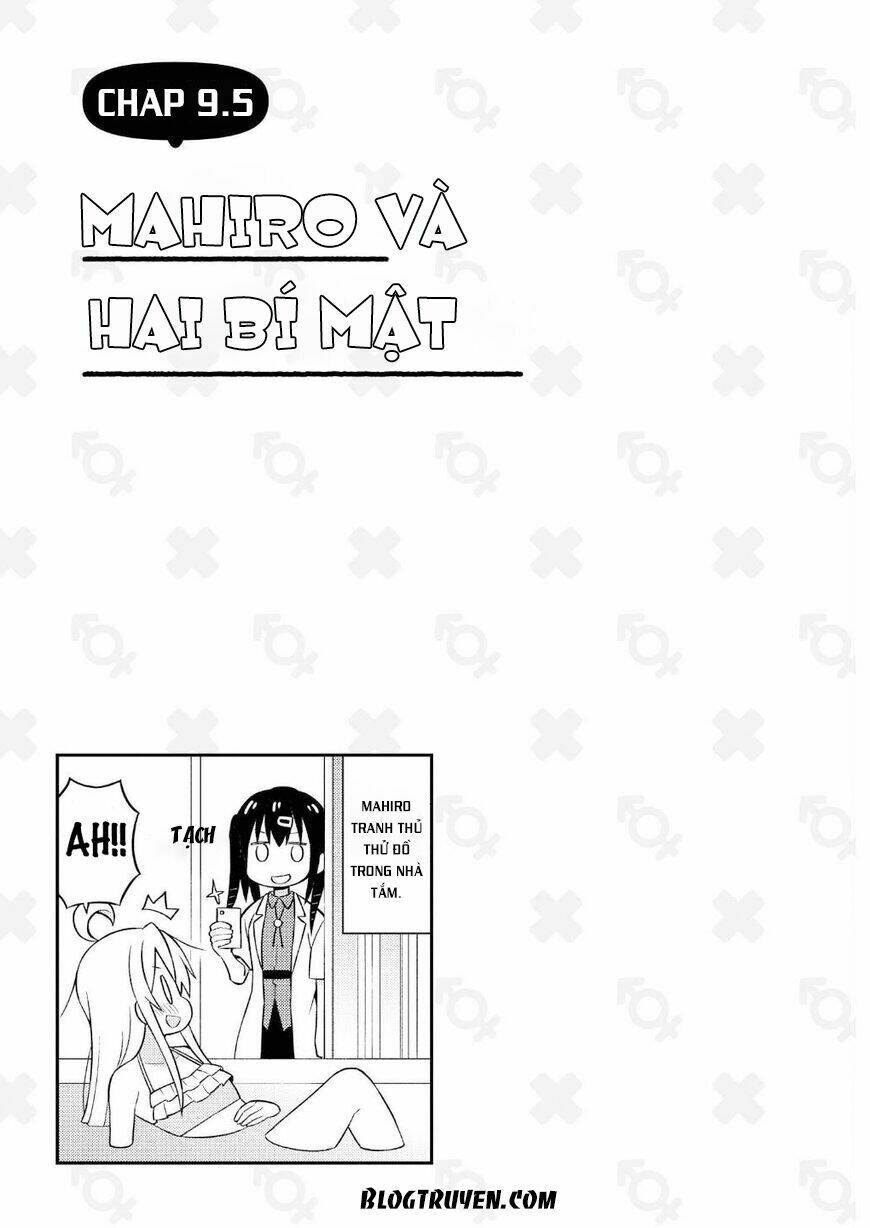 CHAP 9.5
MAHIRO VÀ
HAI BÍ MẬT
MAHIRO
TRANH THỦ
THỬ ĐỒ
TRONG NHÀ
TẮM.
TẠCH
AH!!
BLOGTRUYEN.COM